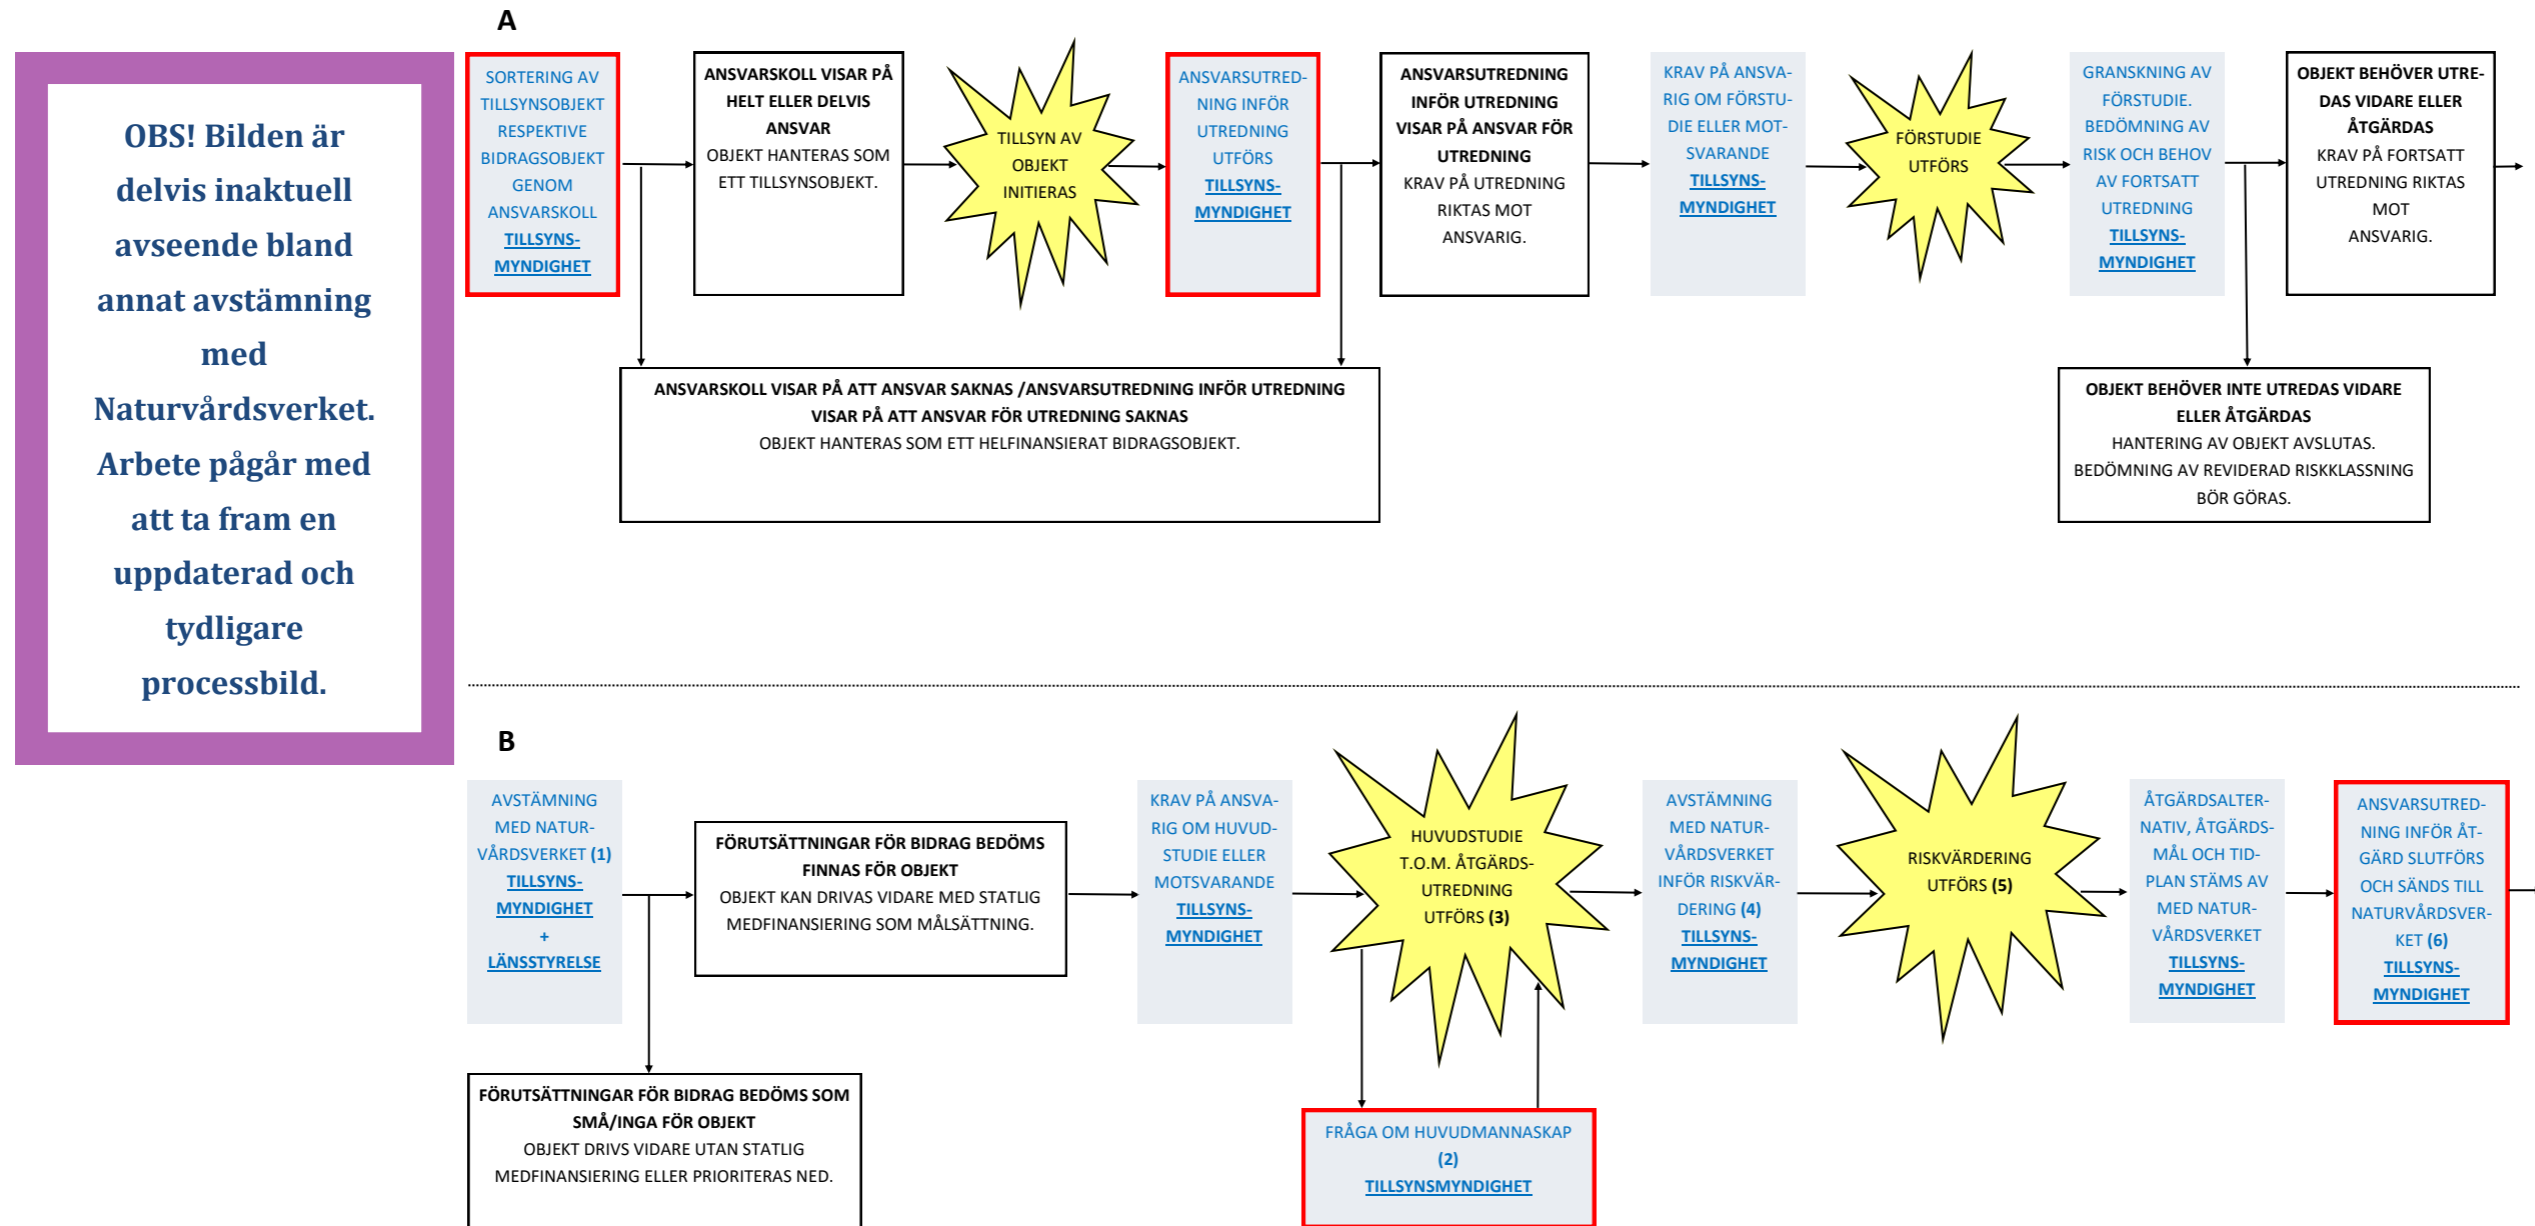 OBS! Bilden är
delvis inaktuell
avseende bland
annat avstämning
med
Naturvårdsverket.
Arbete pågår med
att ta fram en
uppdaterad och
tydligare
processbild.
A
SORTERING AV
TILLSYNSOBJEKT
RESPEKTIVE
BIDRAGSOBJEKT
GENOM
ANSVARSKOLL
TILLSYNS-
MYNDIGHET
ANSVARSKOLL VISAR PÅ
HELT ELLER DELVIS
ANSVAR
OBJEKT HANTERAS SOM
ETT TILLSYNSOBJEKT.
TILLSYN AV
OBJEKT
INITIERAS
ANSVARSUTRED-
NING INFÖR
UTREDNING
UTFÖRS
TILLSYNS-
MYNDIGHET
ANSVARSUTREDNING
INFÖR UTREDNING
VISAR PÅ ANSVAR FÖR
UTREDNING
KRAV PÅ UTREDNING
RIKTAS MOT
ANSVARIG.
KRAV PÅ ANSVA-
RIG OM FÖRSTU-
DIE ELLER MOT-
SVARANDE
TILLSYNS-
MYNDIGHET
FÖRSTUDIE
UTFÖRS
GRANSKNING AV
FÖRSTUDIE.
BEDÖMNING AV
RISK OCH BEHOV
AV FORTSATT
UTREDNING
TILLSYNS-
MYNDIGHET
OBJEKT BEHÖVER UTRE-
DAS VIDARE ELLER
ÅTGÄRDAS
KRAV PÅ FORTSATT
UTREDNING RIKTAS
MOT
ANSVARIG.
ANSVARSKOLL VISAR PÅ ATT ANSVAR SAKNAS /ANSVARSUTREDNING INFÖR UTREDNING
VISAR PÅ ATT ANSVAR FÖR UTREDNING SAKNAS
OBJEKT HANTERAS SOM ETT HELFINANSIERAT BIDRAGSOBJEKT.
OBJEKT BEHÖVER INTE UTREDAS VIDARE
ELLER ÅTGÄRDAS
HANTERING AV OBJEKT AVSLUTAS.
BEDÖMNING AV REVIDERAD RISKKLASSNING
BÖR GÖRAS.
B
AVSTÄMNING
MED NATUR-
VÅRDSVERKET (1)
TILLSYNS-
MYNDIGHET
+
LÄNSSTYRELSE
FÖRUTSÄTTNINGAR FÖR BIDRAG BEDÖMS
FINNAS FÖR OBJEKT
OBJEKT KAN DRIVAS VIDARE MED STATLIG
MEDFINANSIERING SOM MÅLSÄTTNING.
KRAV PÅ ANSVA-
RIG OM HUVUD-
STUDIE ELLER
MOTSVARANDE
TILLSYNS-
MYNDIGHET
HUVUDSTUDIE
T.O.M. ÅTGÄRDS-
UTREDNING
UTFÖRS (3)
AVSTÄMNING
MED NATUR-
VÅRDSVERKET
INFÖR RISKVÄR-
DERING (4)
TILLSYNS-
MYNDIGHET
RISKVÄRDERING
UTFÖRS (5)
ÅTGÄRDSALTER-
NATIV, ÅTGÄRDS-
MÅL OCH TID-
PLAN STÄMS AV
MED NATUR-
VÅRDSVERKET
TILLSYNS-
MYNDIGHET
ANSVARSUTRED-
NING INFÖR ÅT-
GÄRD SLUTFÖRS
OCH SÄNDS TILL
NATURVÅRDSVER-
KET (6)
TILLSYNS-
MYNDIGHET
FÖRUTSÄTTNINGAR FÖR BIDRAG BEDÖMS SOM
SMÅ/INGA FÖR OBJEKT
OBJEKT DRIVS VIDARE UTAN STATLIG
MEDFINANSIERING ELLER PRIORITERAS NED.
FRÅGA OM HUVUDMANNASKAP
(2)
TILLSYNSMYNDIGHET